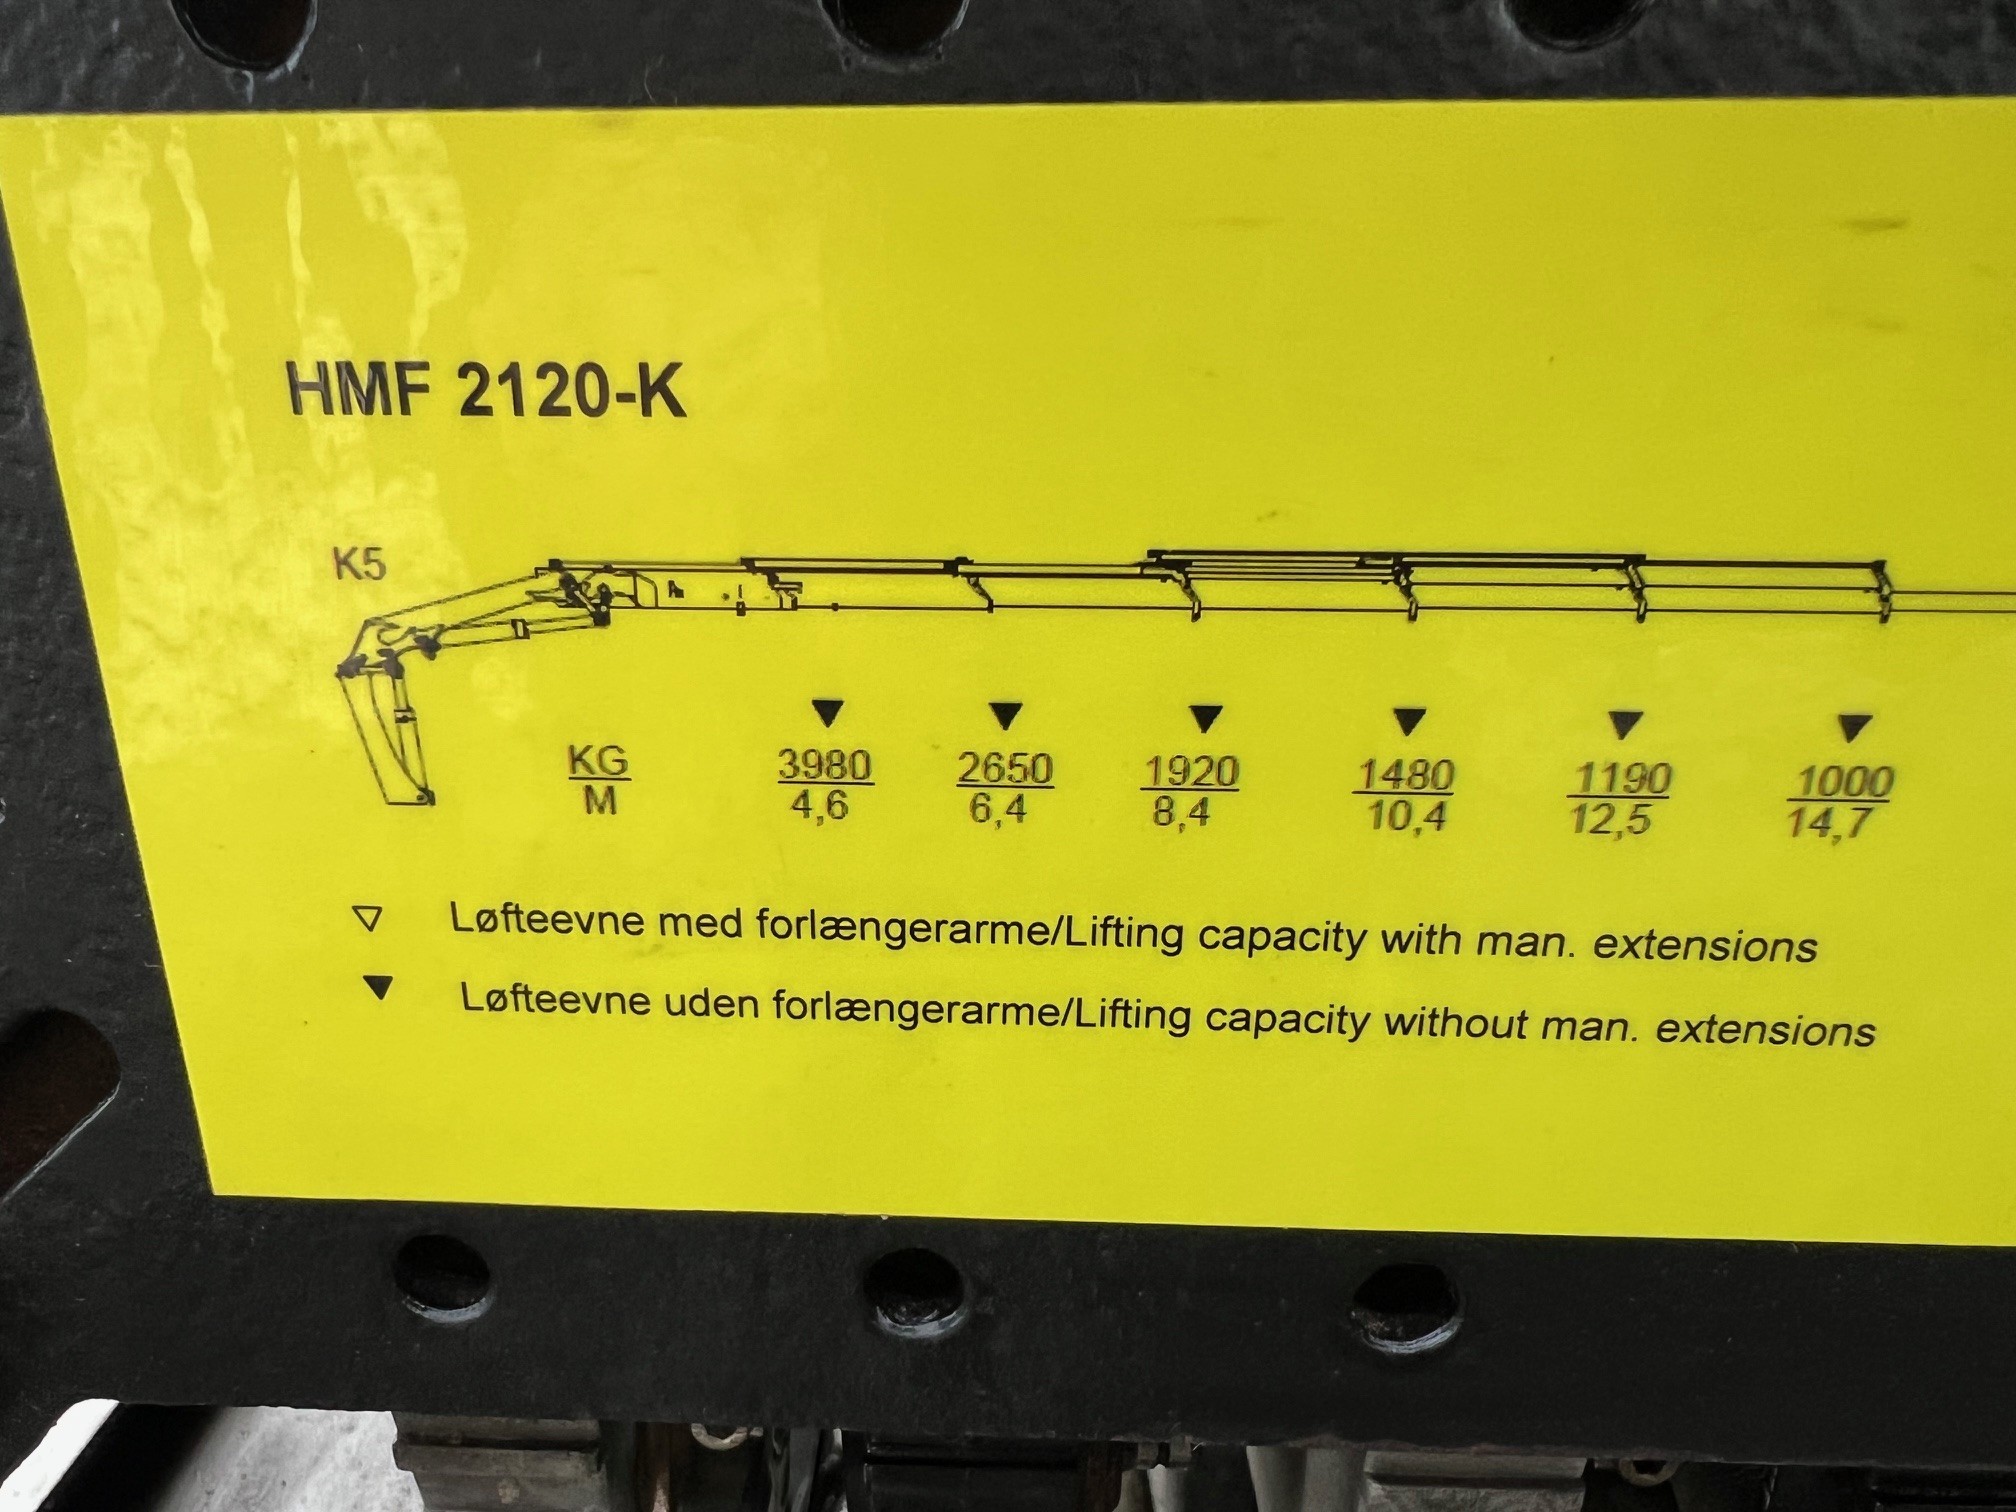 HMF 2120-K
K5
KG 3980 2650 1920 1480 1190 1000
M 4,6 6,4 8,4 10,4 12,5 14,7
Løfteevne med forlængerarme/Lifting capacity with man. extensions
Løfteevne uden forlængerarme/Lifting capacity without man. extensions